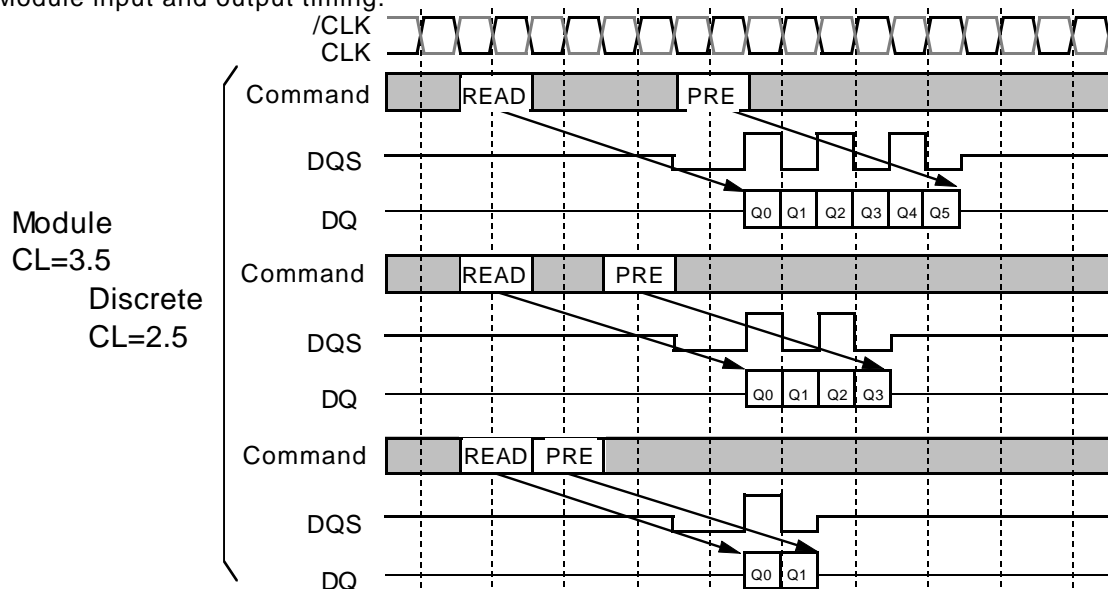 Module input and output timing.
/CLK
CLK
Command READ PRE
DQS
DQ Q0 Q1 Q2 Q3 Q4 Q5
Module
CL=3.5
Discrete
CL=2.5
Command READ PRE
DQS
DQ Q0 Q1 Q2 Q3
Command READ PRE
DQS
DQ Q0 Q1